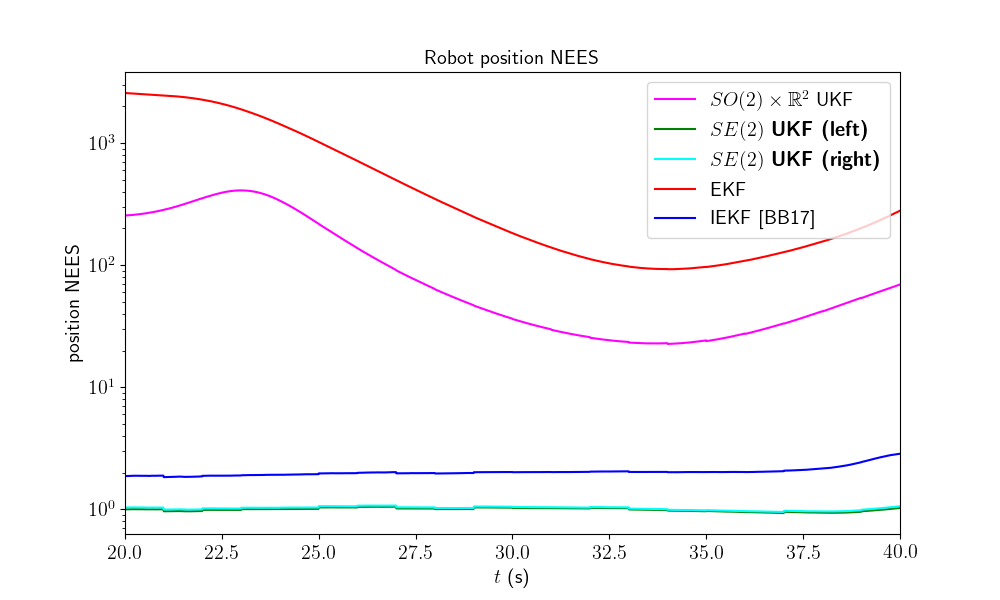 Robot position NEES
SO(2) × ℝ² UKF
SE(2) UKF (left)
SE(2) UKF (right)
EKF
IEKF [BB17]
position NEES
10³
10²
10¹
10⁰
20.0 22.5 25.0 27.5 30.0 32.5 35.0 37.5 40.0
t (s)